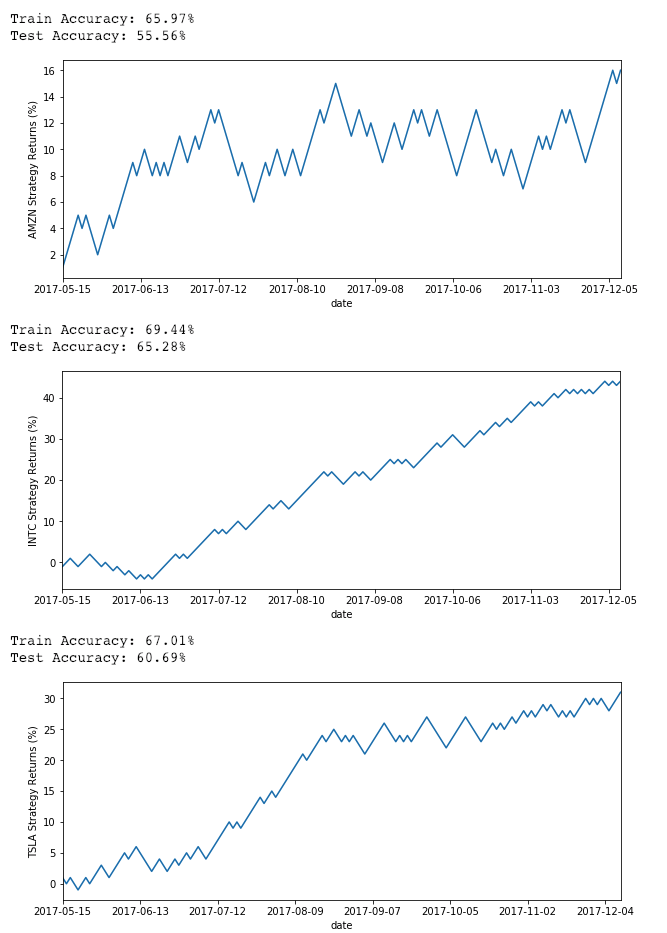 Train Accuracy: 65.97%
Test Accuracy: 55.56%
16
14
12
10
8
6
4
2
AMZN Strategy Returns (%)
2017-05-15 2017-06-13 2017-07-12 2017-08-10 2017-09-08 2017-10-06 2017-11-03 2017-12-05
date
Train Accuracy: 69.44%
Test Accuracy: 65.28%
40
30
20
10
0
INTC Strategy Returns (%)
2017-05-15 2017-06-13 2017-07-12 2017-08-10 2017-09-08 2017-10-06 2017-11-03 2017-12-05
date
Train Accuracy: 67.01%
Test Accuracy: 60.69%
30
25
20
15
10
5
0
TSLA Strategy Returns (%)
2017-05-15 2017-06-13 2017-07-12 2017-08-09 2017-09-07 2017-10-05 2017-11-02 2017-12-04
date